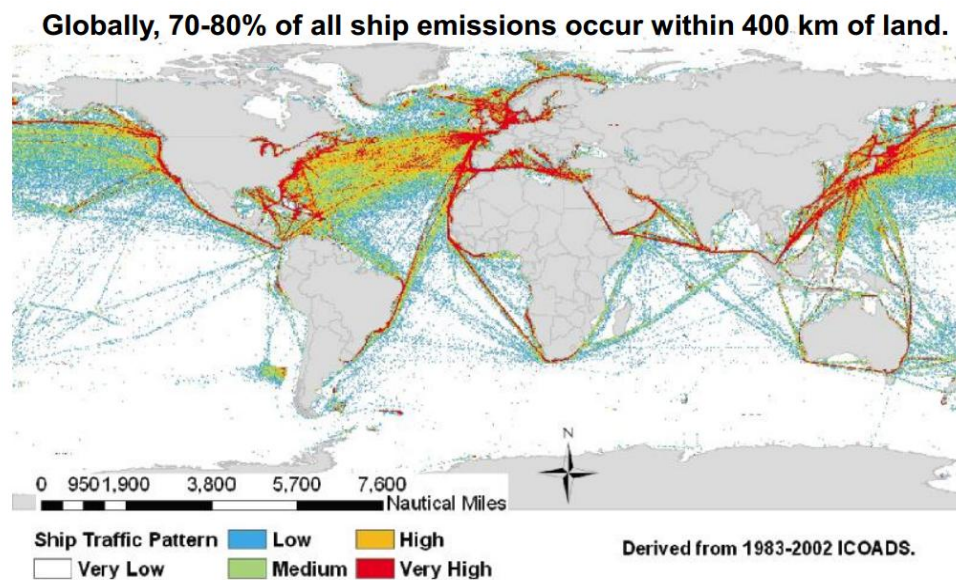 Globally, 70-80% of all ship emissions occur within 400 km of land.
N
0 950 1,900 3,800 5,700 7,600
Nautical Miles
Ship Traffic Pattern Low High
Very Low Medium Very High
Derived from 1983-2002 ICOADS.